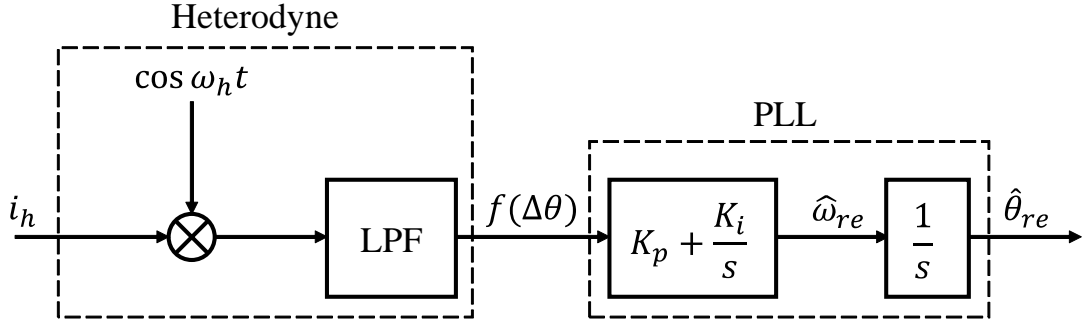 Heterodyne
cos ω_h t
PLL
i_h
LPF
f(Δθ)
K_p + K_i/s
ω̂_re
1/s
θ̂_re